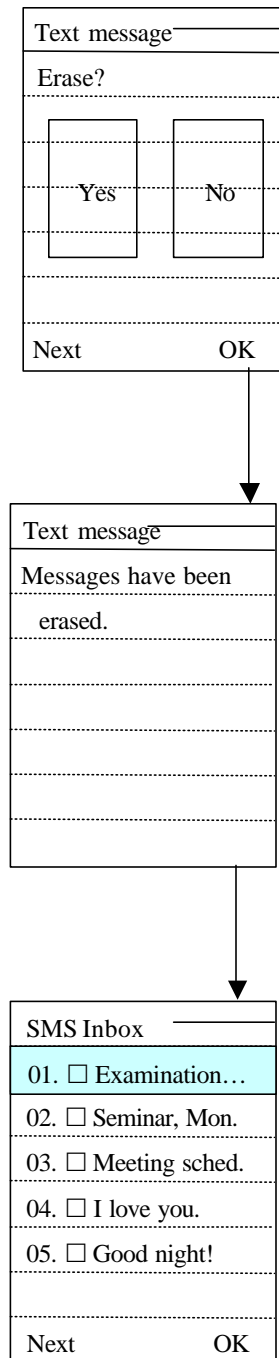 Text message
Erase?
Yes No
Next OK
Text message
Messages have been
erased.
SMS Inbox
01. □ Examination…
02. □ Seminar, Mon.
03. □ Meeting sched.
04. □ I love you.
05. □ Good night!
Next OK